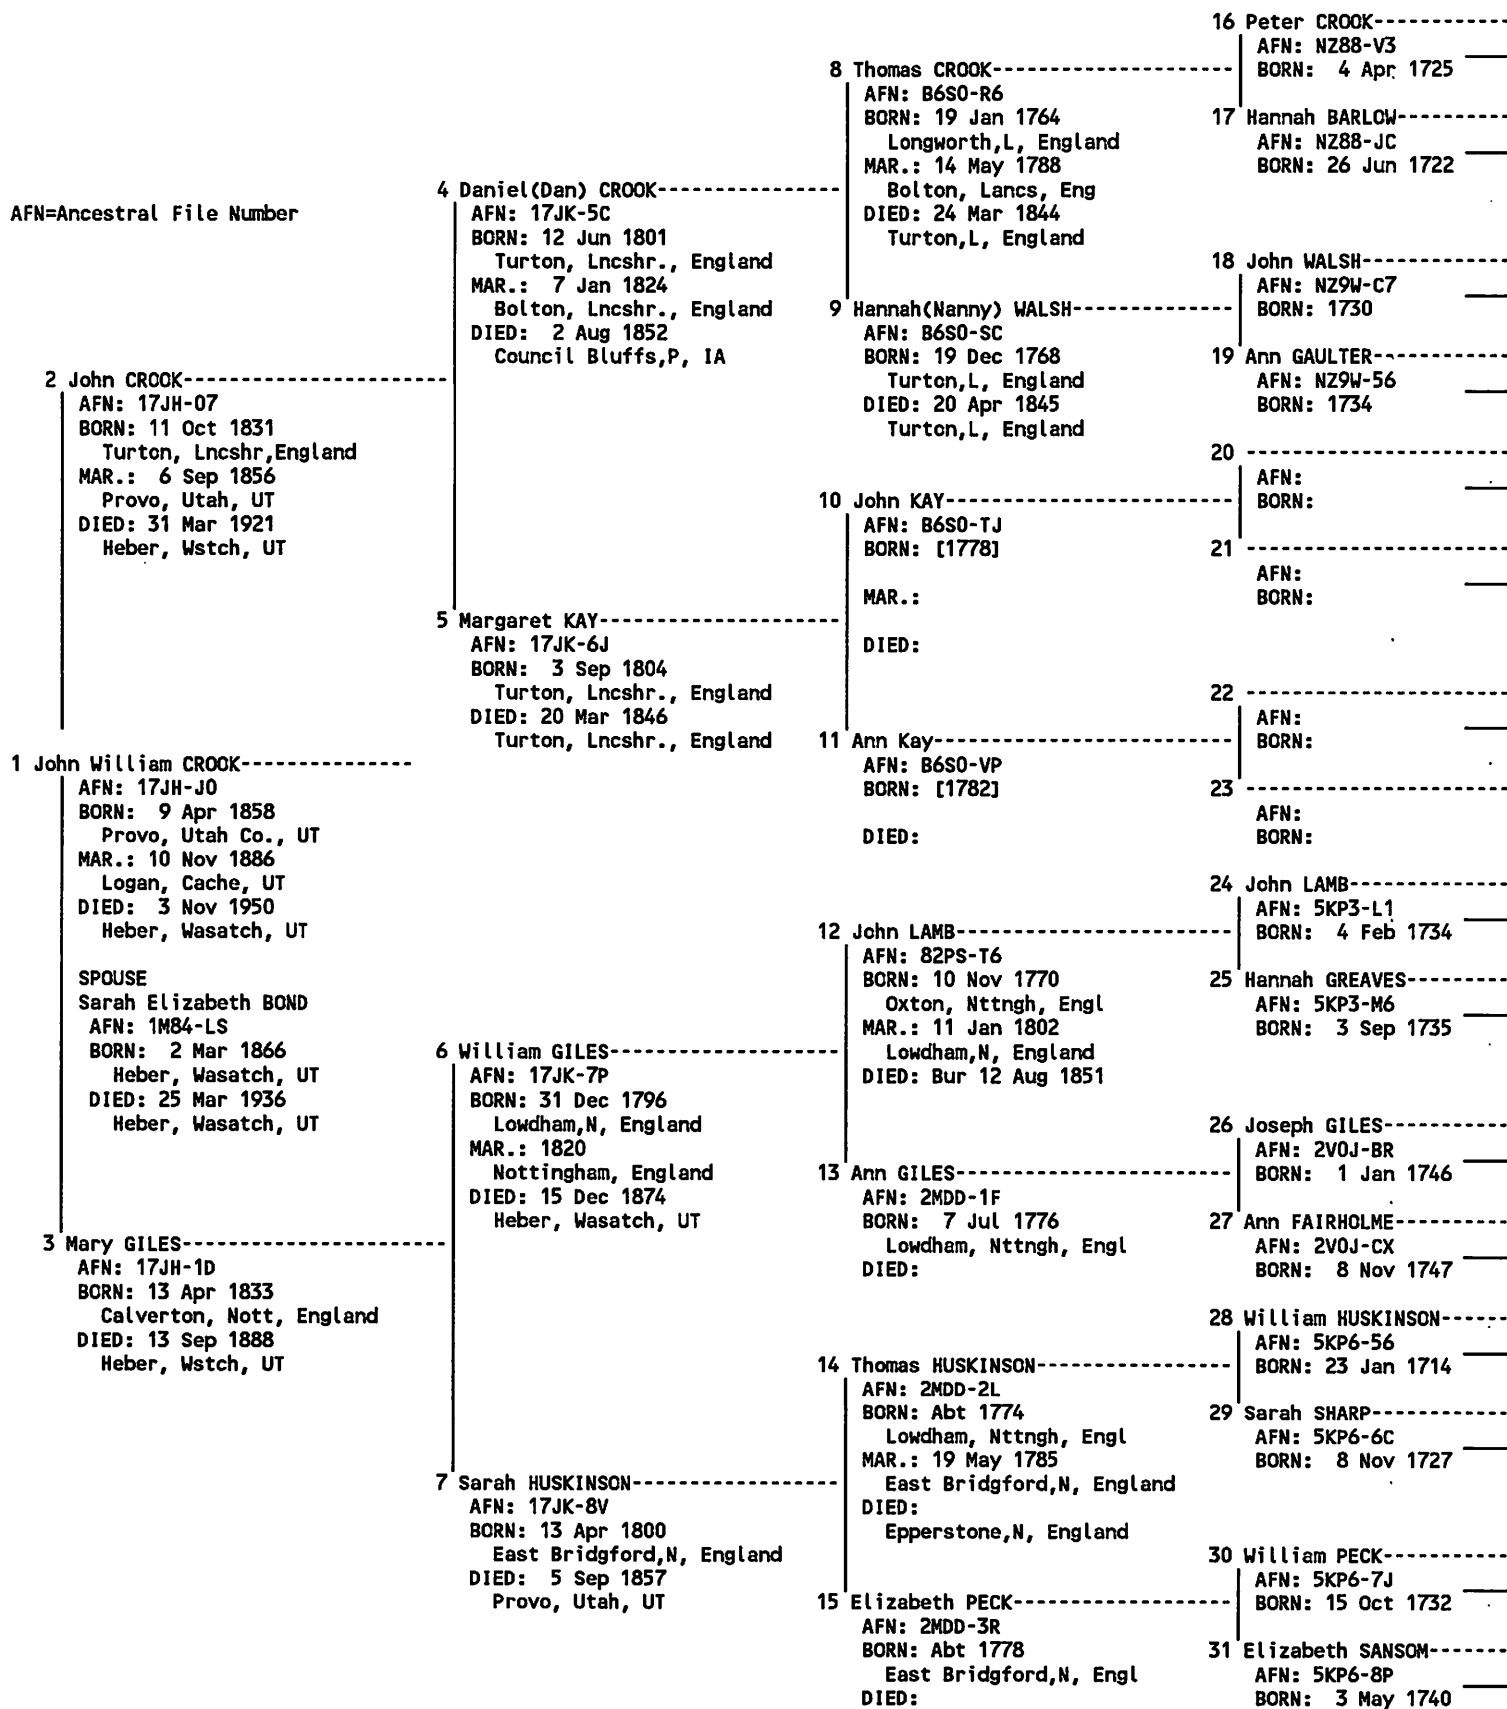 AFN=Ancestral File Number
1 John William CROOK--------------
AFN: 17JH-J0
BORN:  9 Apr 1858
Provo, Utah Co., UT
MAR.: 10 Nov 1886
Logan, Cache, UT
DIED:  3 Nov 1950
Heber, Wasatch, UT
SPOUSE
Sarah Elizabeth BOND
AFN: 1M84-LS
BORN:  2 Mar 1866
Heber, Wasatch, UT
DIED: 25 Mar 1936
Heber, Wasatch, UT
2 John CROOK----------------------
AFN: 17JH-07
BORN: 11 Oct 1831
Turton, Lncshr,England
MAR.:  6 Sep 1856
Provo, Utah, UT
DIED: 31 Mar 1921
Heber, Wstch, UT
3 Mary GILES----------------------
AFN: 17JH-1D
BORN: 13 Apr 1833
Calverton, Nott, England
DIED: 13 Sep 1888
Heber, Wstch, UT
4 Daniel(Dan) CROOK---------------
AFN: 17JK-5C
BORN: 12 Jun 1801
Turton, Lncshr., England
MAR.:  7 Jan 1824
Bolton, Lncshr., England
DIED:  2 Aug 1852
Council Bluffs,P, IA
5 Margaret KAY------------------
AFN: 17JK-6J
BORN:  3 Sep 1804
Turton, Lncshr., England
DIED: 20 Mar 1846
Turton, Lncshr., England
6 William GILES-------------------
AFN: 17JK-7P
BORN: 31 Dec 1796
Lowdham,N, England
MAR.: 1820
Nottingham, England
DIED: 15 Dec 1874
Heber, Wasatch, UT
7 Sarah HUSKINSON-----------------
AFN: 17JK-8V
BORN: 13 Apr 1800
East Bridgford,N, England
DIED:  5 Sep 1857
Provo, Utah, UT
8 Thomas CROOK--------------------
AFN: B6S0-R6
BORN: 19 Jan 1764
Longworth,L, England
MAR.: 14 May 1788
Bolton, Lancs, Eng
DIED: 24 Mar 1844
Turton,L, England
9 Hannah(Nanny) WALSH-------------
AFN: B6S0-SC
BORN: 19 Dec 1768
Turton,L, England
DIED: 20 Apr 1845
Turton,L, England
10 John KAY------------------------
AFN: B6S0-TJ
BORN: [1778]
MAR.:
DIED:
11 Ann Kay-------------------------
AFN: B6S0-VP
BORN: [1782]
DIED:
12 John LAMB-----------------------
AFN: 82PS-T6
BORN: 10 Nov 1770
Oxton, Nttngh, Engl
MAR.: 11 Jan 1802
Lowdham,N, England
DIED: Bur 12 Aug 1851
13 Ann GILES-----------------------
AFN: 2MDD-1F
BORN:  7 Jul 1776
Lowdham, Nttngh, Engl
DIED:
14 Thomas HUSKINSON----------------
AFN: 2MDD-2L
BORN: Abt 1774
Lowdham, Nttngh, Engl
MAR.: 19 May 1785
East Bridgford,N, England
DIED:
Epperstone,N, England
15 Elizabeth PECK------------------
AFN: 2MDD-3R
BORN: Abt 1778
East Bridgford,N, Engl
DIED:
16 Peter CROOK-----------
AFN: NZ88-V3
BORN:  4 Apr 1725
17 Hannah BARLOW---------
AFN: NZ88-JC
BORN: 26 Jun 1722
18 John WALSH------------
AFN: NZ9W-C7
BORN: 1730
19 Ann GAULTER-----------
AFN: NZ9W-56
BORN: 1734
20 ----------------------
AFN:
BORN:
21 ----------------------
AFN:
BORN:
22 ----------------------
AFN:
BORN:
23 ----------------------
AFN:
BORN:
24 John LAMB-------------
AFN: 5KP3-L1
BORN:  4 Feb 1734
25 Hannah GREAVES--------
AFN: 5KP3-M6
BORN:  3 Sep 1735
26 Joseph GILES----------
AFN: 2V0J-BR
BORN:  1 Jan 1746
27 Ann FAIRHOLME---------
AFN: 2V0J-CX
BORN:  8 Nov 1747
28 William HUSKINSON-----
AFN: 5KP6-56
BORN: 23 Jan 1714
29 Sarah SHARP-----------
AFN: 5KP6-6C
BORN:  8 Nov 1727
30 William PECK----------
AFN: 5KP6-7J
BORN: 15 Oct 1732
31 Elizabeth SANSOM------
AFN: 5KP6-8P
BORN:  3 May 1740